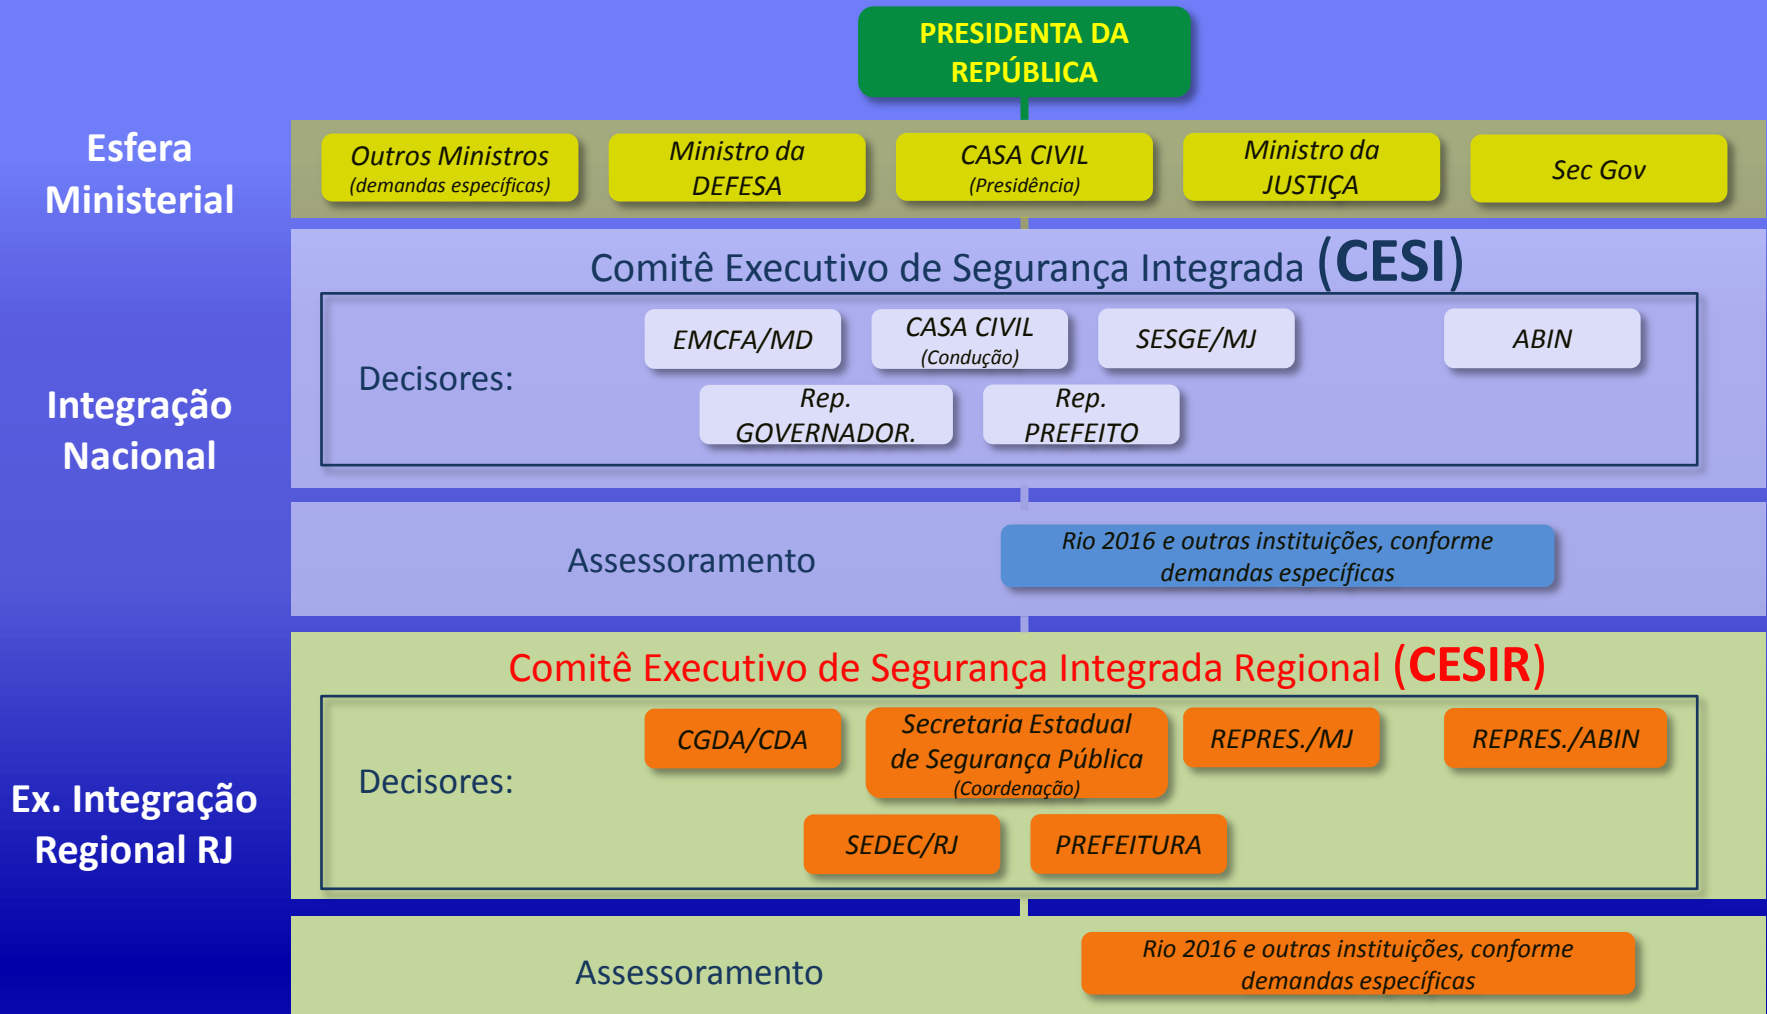 PRESIDENTA DA
REPÚBLICA
Esfera
Ministerial
Outros Ministros
(demandas específicas)
Ministro da
DEFESA
CASA CIVIL
(Presidência)
Ministro da
JUSTIÇA
Sec Gov
Integração
Nacional
Comitê Executivo de Segurança Integrada (CESI)
Decisores:
EMCFA/MD
CASA CIVIL
(Condução)
SESGE/MJ
ABIN
Rep.
GOVERNADOR.
Rep.
PREFEITO
Assessoramento
Rio 2016 e outras instituições, conforme
demandas específicas
Ex. Integração
Regional RJ
Comitê Executivo de Segurança Integrada Regional (CESIR)
Decisores:
CGDA/CDA
Secretaria Estadual
de Segurança Pública
(Coordenação)
REPRES./MJ
REPRES./ABIN
SEDEC/RJ
PREFEITURA
Assessoramento
Rio 2016 e outras instituições, conforme
demandas específicas